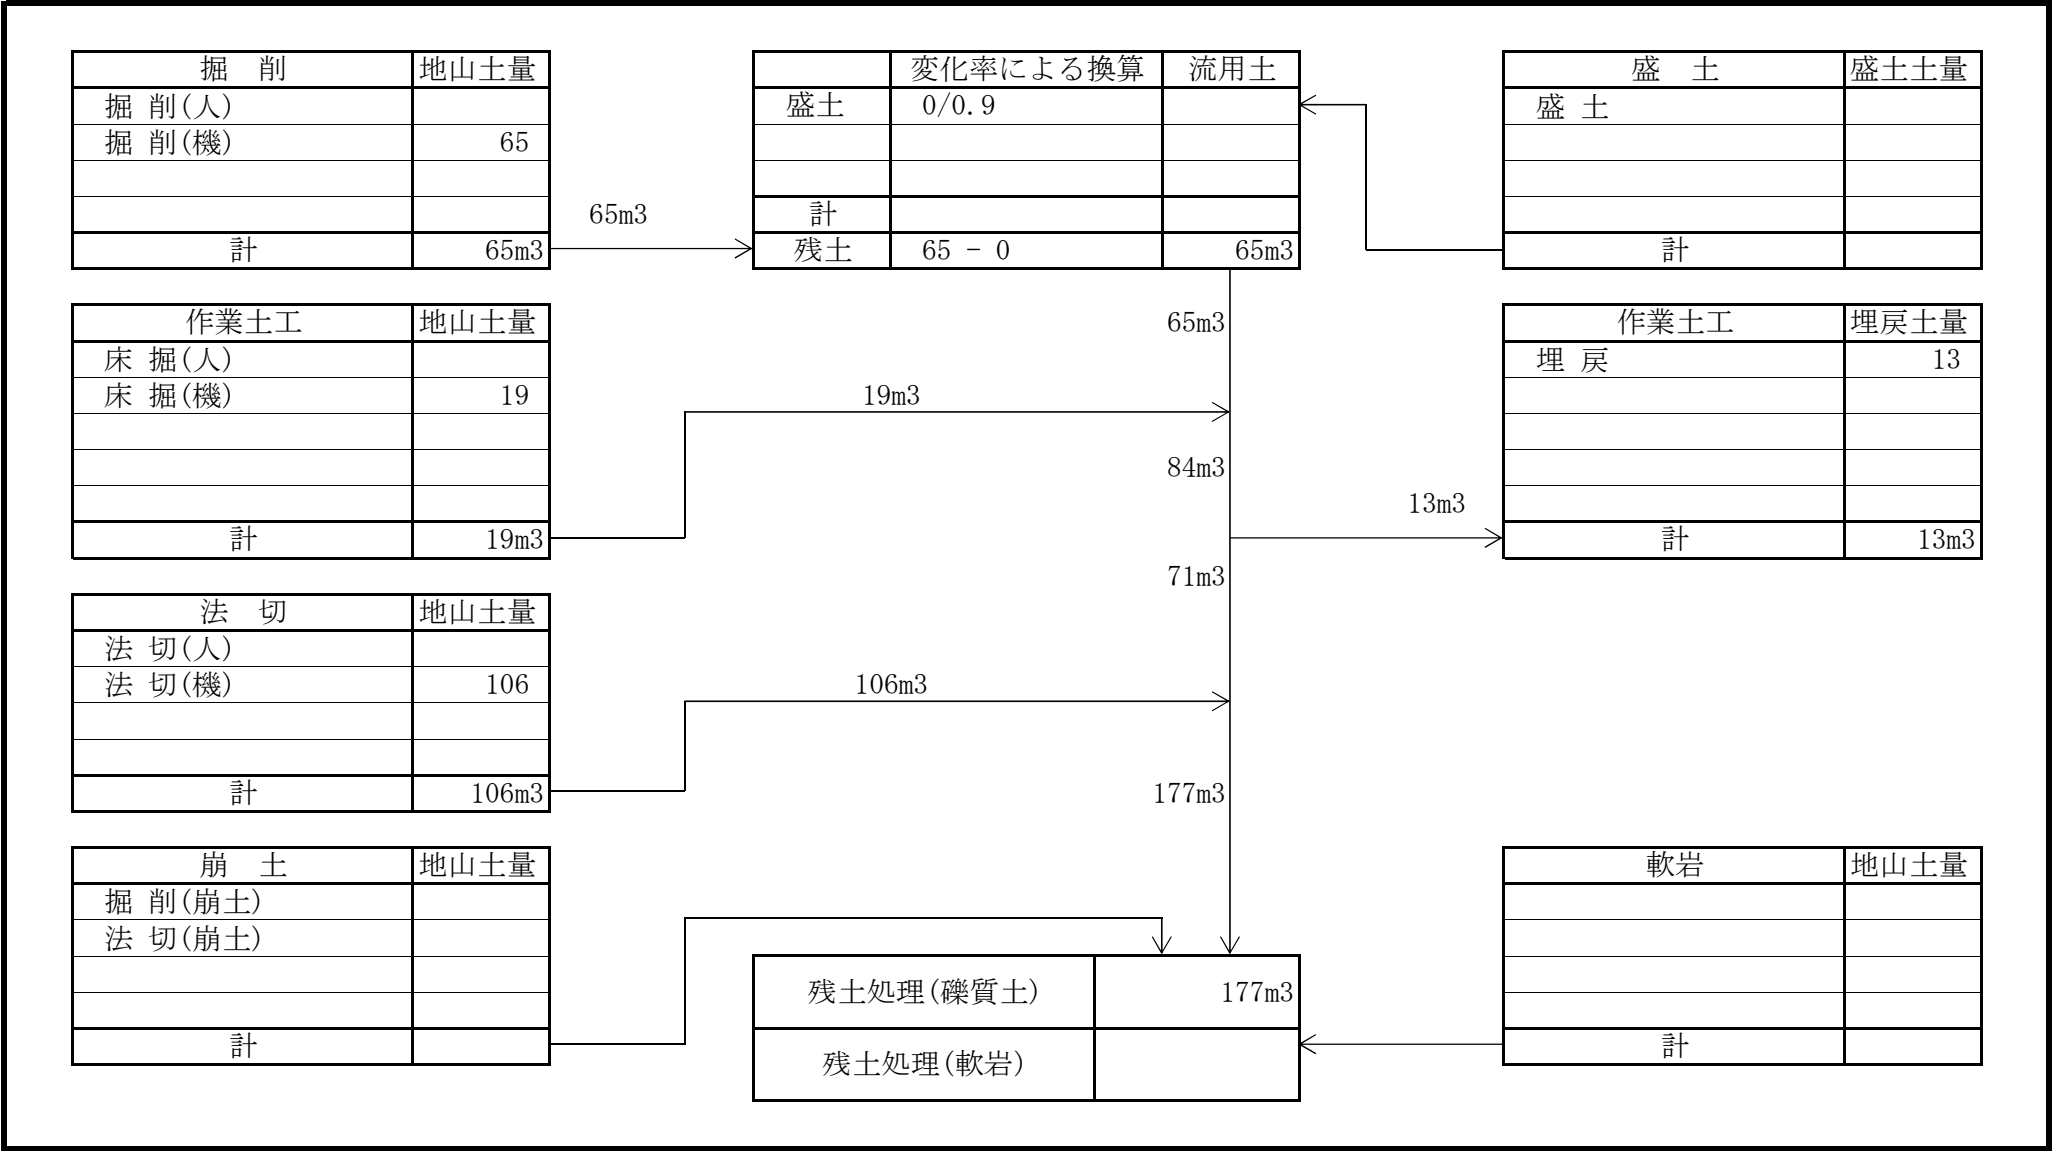 掘　削 地山土量
掘 削(人)
掘 削(機) 65
計 65m3
65m3
変化率による換算 流用土
盛土 0/0.9
計
残土 65 - 0 65m3
盛　土 盛土土量
盛 土
計
作業土工 地山土量
床 掘(人)
床 掘(機) 19
計 19m3
65m3
19m3
84m3
13m3
71m3
作業土工 埋戻土量
埋 戻 13
計 13m3
法　切 地山土量
法 切(人)
法 切(機) 106
計 106m3
106m3
177m3
崩　土 地山土量
掘 削(崩土)
法 切(崩土)
計
残土処理(礫質土) 177m3
残土処理(軟岩)
軟岩 地山土量
計